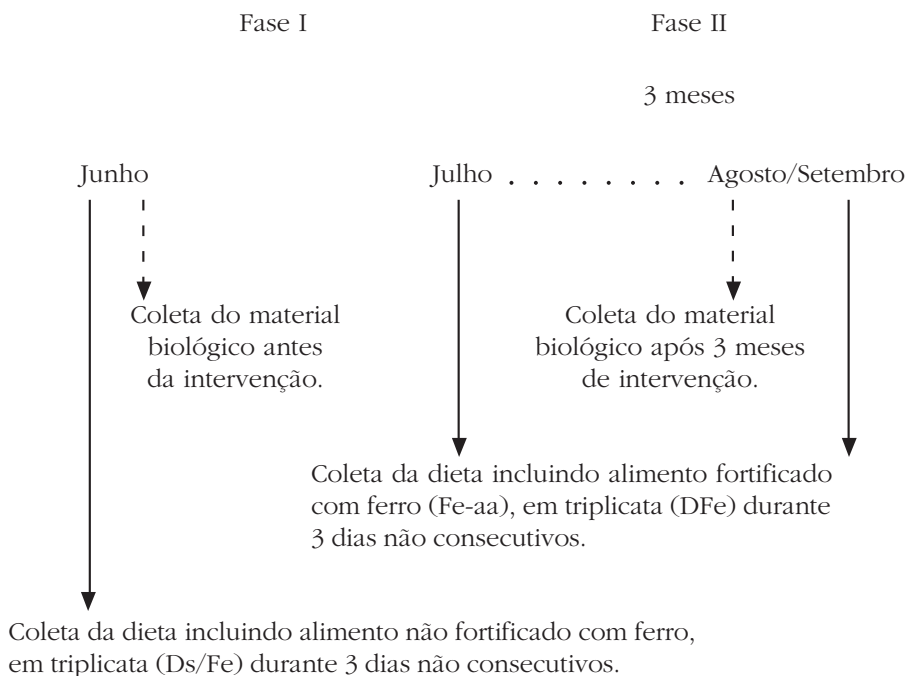 Fase I
Fase II
3 meses
Junho
Julho . . . . . . . . Agosto/Setembro
Coleta do material
biológico antes
da intervenção.
Coleta do material
biológico após 3 meses
de intervenção.
Coleta da dieta incluindo alimento fortificado
com ferro (Fe-aa), em triplicata (DFe) durante
3 dias não consecutivos.
Coleta da dieta incluindo alimento não fortificado com ferro,
em triplicata (Ds/Fe) durante 3 dias não consecutivos.